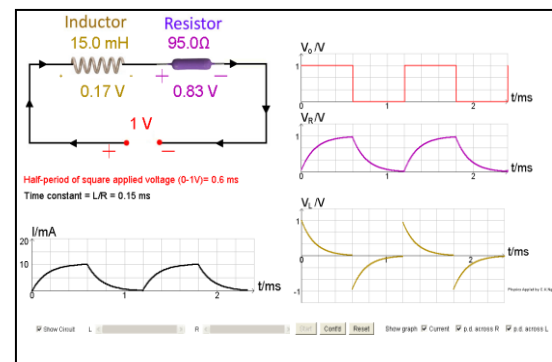 Inductor Resistor
15.0 mH 95.0Ω
0.17 V 0.83 V
+ −
1 V
+ −
Half-period of square applied voltage (0-1V)= 0.6 ms
Time constant = L/R = 0.15 ms
I/mA
20
10
0 1 2 t/ms
V₀ /V
1
0 1 2 t/ms
V_R /V
1
0 1 2 t/ms
V_L /V
1
0 1 2 t/ms
-1
Show Circuit L R Start Cont'd Reset Show graph Current p.d. across R p.d. across L